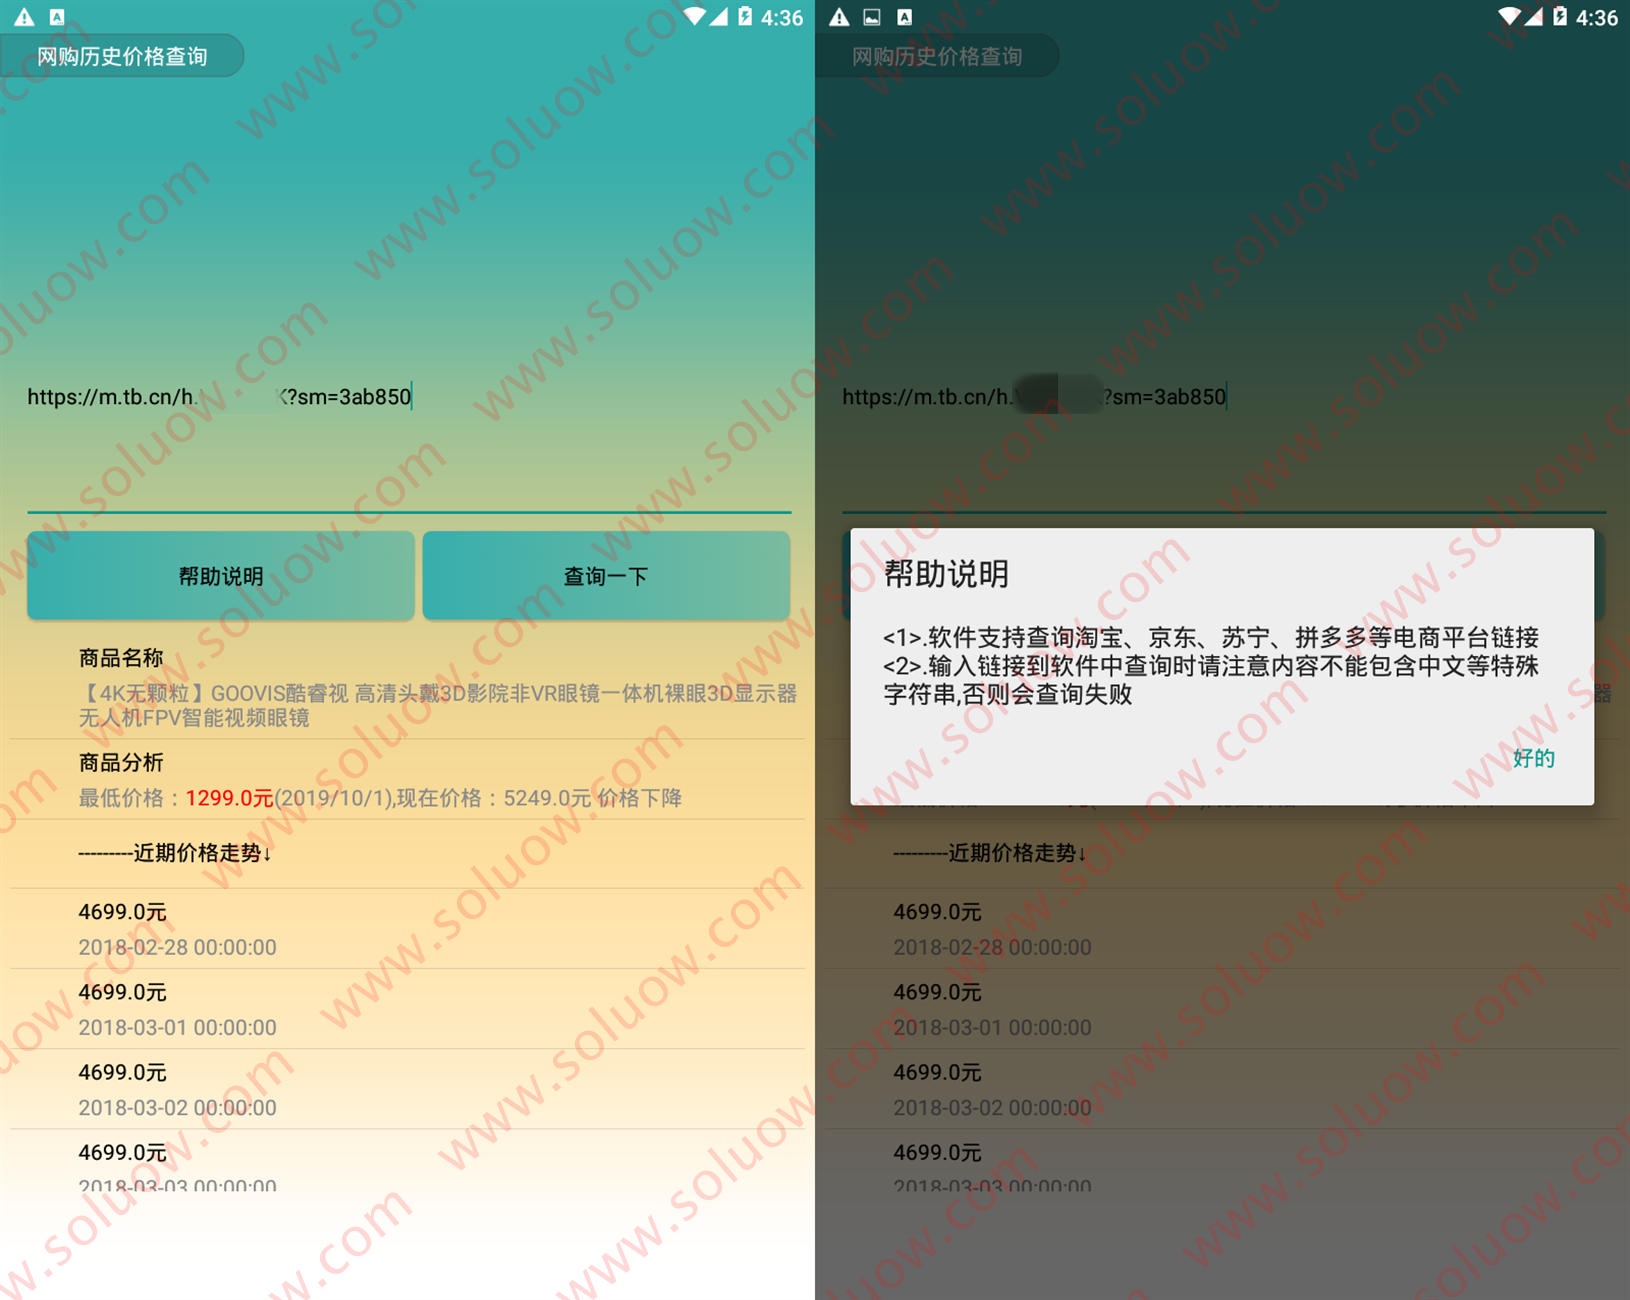 4:36
网购历史价格查询
https://m.tb.cn/h.
K?sm=3ab850
帮助说明
查询一下
商品名称
【4K无颗粒】GOOVIS酷睿视 高清头戴3D影院非VR眼镜一体机裸眼3D显示器
无人机FPV智能视频眼镜
商品分析
最低价格：1299.0元(2019/10/1),现在价格：5249.0元 价格下降
---------近期价格走势↓
4699.0元
2018-02-28 00:00:00
4699.0元
2018-03-01 00:00:00
4699.0元
2018-03-02 00:00:00
4699.0元
2018-03-03 00:00:00
4:36
网购历史价格查询
https://m.tb.cn/h.
?sm=3ab850
帮助说明
<1>.软件支持查询淘宝、京东、苏宁、拼多多等电商平台链接
<2>.输入链接到软件中查询时请注意内容不能包含中文等特殊
字符串,否则会查询失败
器
好的
---------近期价格走势↓
4699.0元
2018-02-28 00:00:00
4699.0元
2018-03-01 00:00:00
4699.0元
2018-03-02 00:00:00
4699.0元
2018-03-03 00:00:00
www.soluow.com